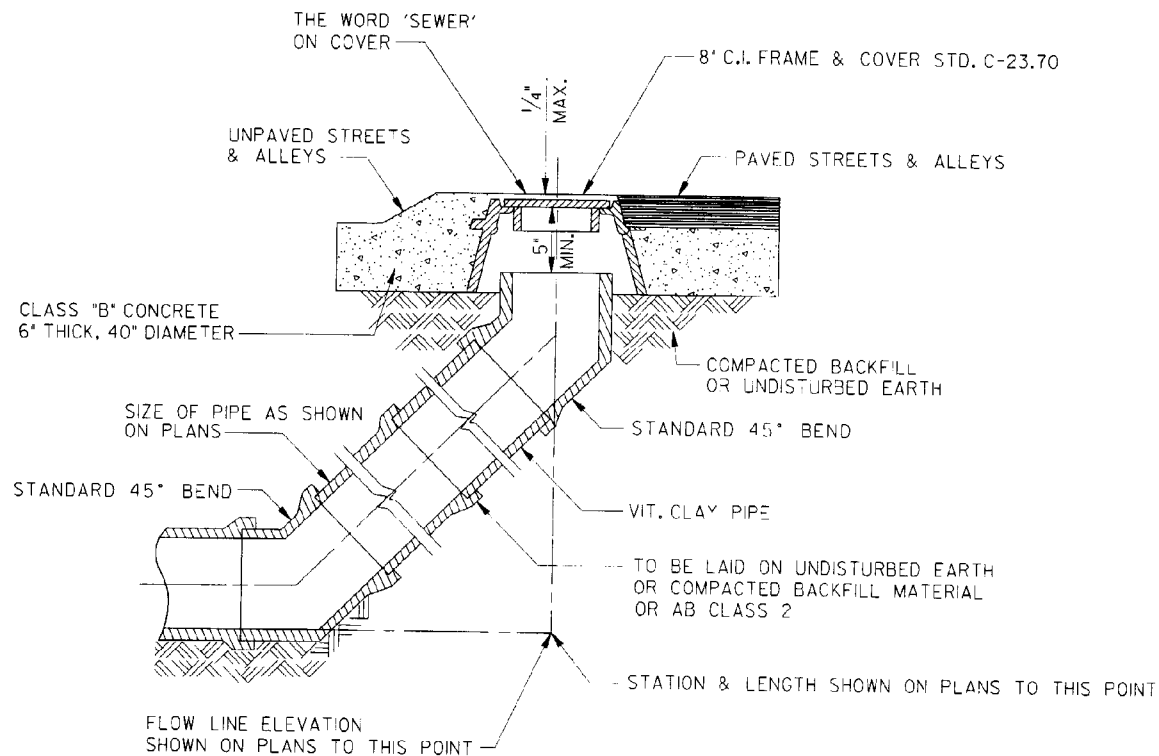 THE WORD 'SEWER'
ON COVER
8" C.I. FRAME & COVER STD. C-23.70
1/4"
MAX.
UNPAVED STREETS
& ALLEYS
PAVED STREETS & ALLEYS
5"
MIN.
CLASS "B" CONCRETE
6" THICK, 40" DIAMETER
COMPACTED BACKFILL
OR UNDISTURBED EARTH
SIZE OF PIPE AS SHOWN
ON PLANS
STANDARD 45° BEND
STANDARD 45° BEND
VIT. CLAY PIPE
TO BE LAID ON UNDISTURBED EARTH
OR COMPACTED BACKFILL MATERIAL
OR AB CLASS 2
STATION & LENGTH SHOWN ON PLANS TO THIS POINT
FLOW LINE ELEVATION
SHOWN ON PLANS TO THIS POINT